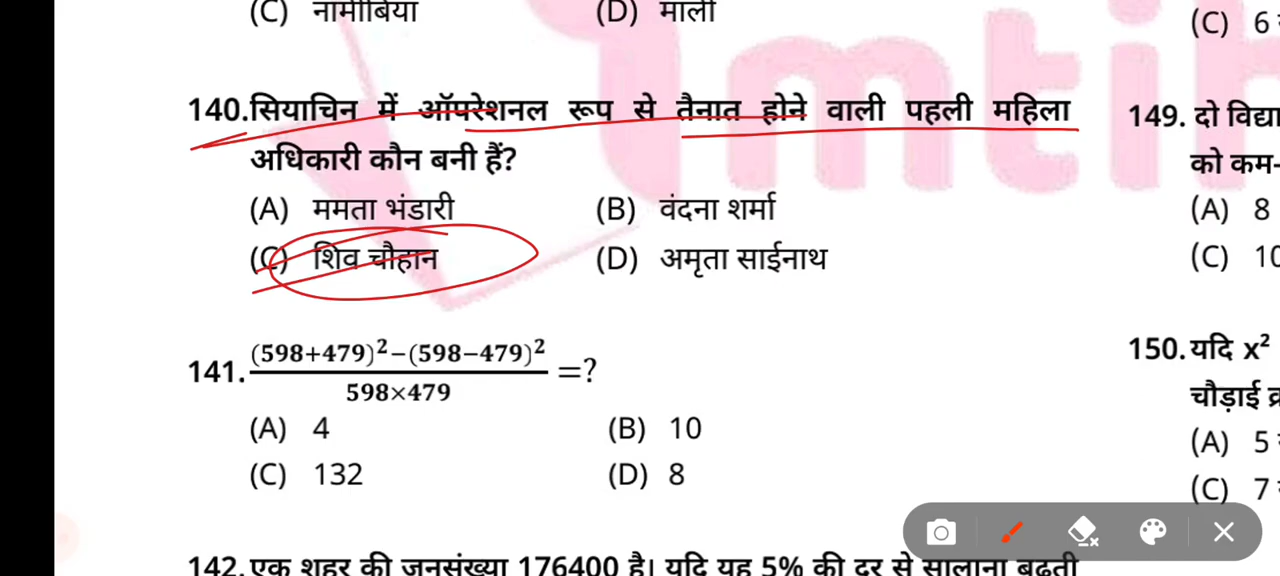 (C) नामीबिया (D) माली
(C) 6
140.सियाचिन में ऑपरेशनल रूप से तैनात होने वाली पहली महिला
अधिकारी कौन बनी हैं?
(A) ममता भंडारी (B) वंदना शर्मा
(C) शिव चौहान (D) अमृता साईनाथ
141. (598+479)²−(598−479)² / 598×479 =?
(A) 4 (B) 10
(C) 132 (D) 8
142.एक शहर की जनसंख्या 176400 है। यदि यह 5% की दर से सालाना बढ़ती
149. दो विद्या
को कम-
(A) 8
(C) 10
150. यदि x²
चौड़ाई क्र
(A) 5
(C) 7